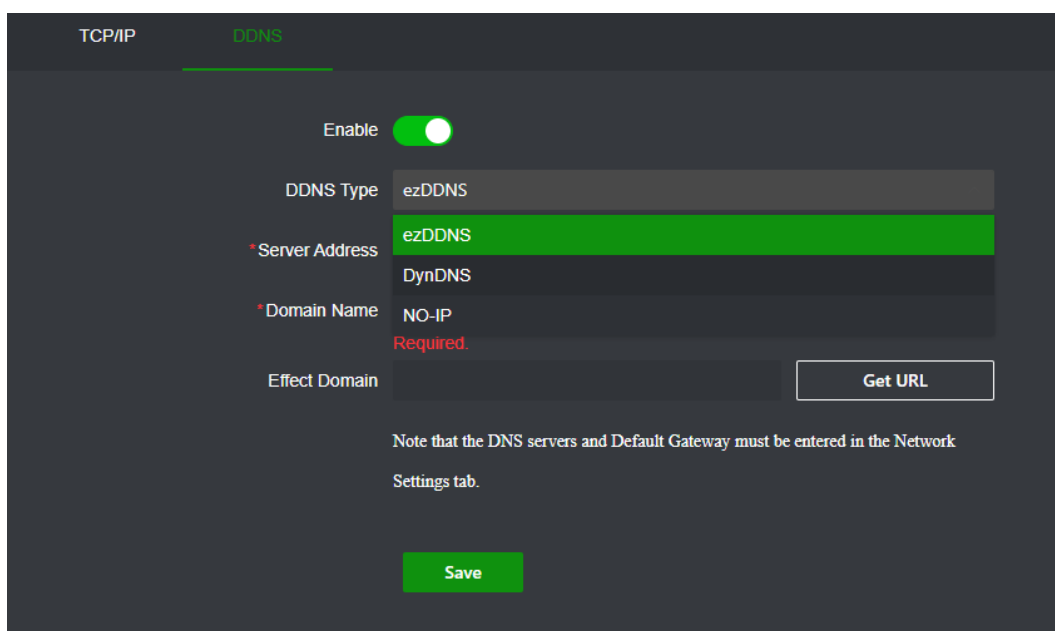 TCP/IP DDNS
Enable
DDNS Type ezDDNS
ezDDNS
*Server Address
DynDNS
*Domain Name
NO-IP
Required.
Effect Domain Get URL
Note that the DNS servers and Default Gateway must be entered in the Network
Settings tab.
Save